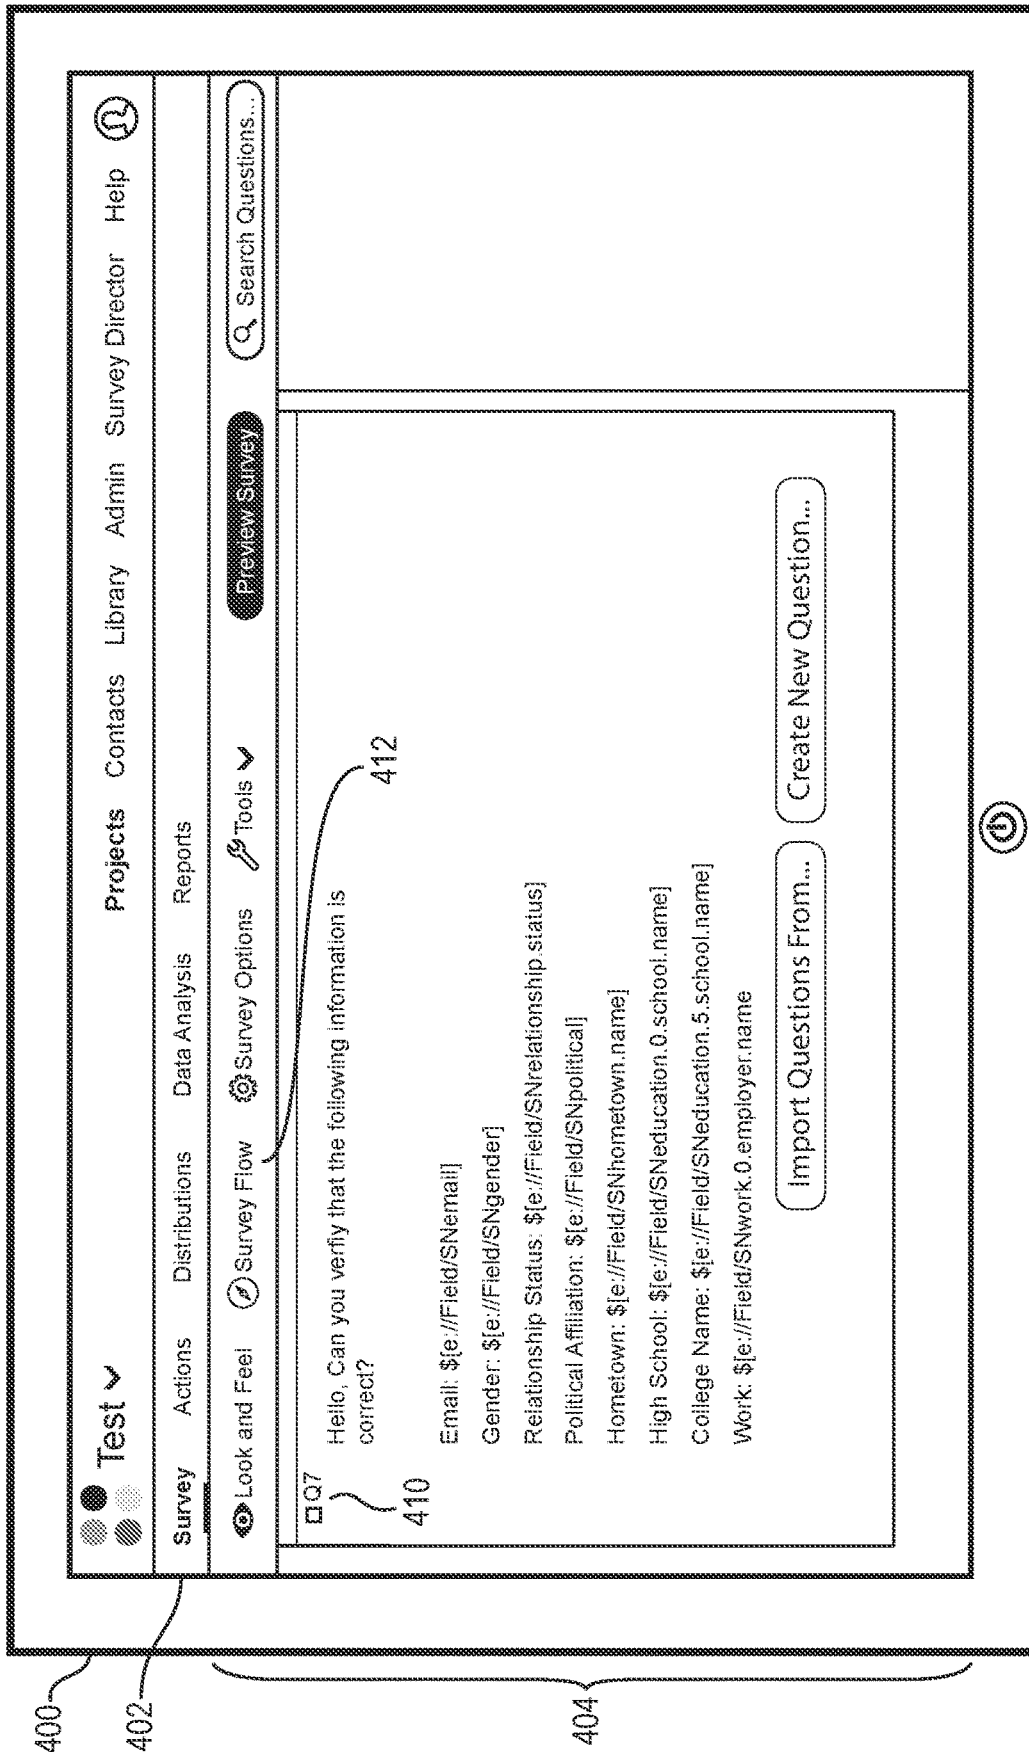 Test
Projects Contacts Library Admin Survey Director Help
Survey Actions Distributions Data Analysis Reports
Look and Feel Survey Flow Survey Options Tools Preview Survey Search Questions...
Q7
Hello, Can you verfiy that the following information is
correct?
Email: $[e://Field/SNemail]
Gender: $[e://Field/SNgender]
Relationship Status: $[e://Field/SNrelationship.status]
Political Affiliation: $[e://Field/SNpolitical]
Hometown: $[e://Field/SNhometown.name]
High School: $[e://Field/SNeducation.0.school.name]
College Name: $[e://Field/SNeducation.5.school.name]
Work: $[e://Field/SNwork.0.employer.name
Import Questions From... Create New Question...
400
402
404
410
412